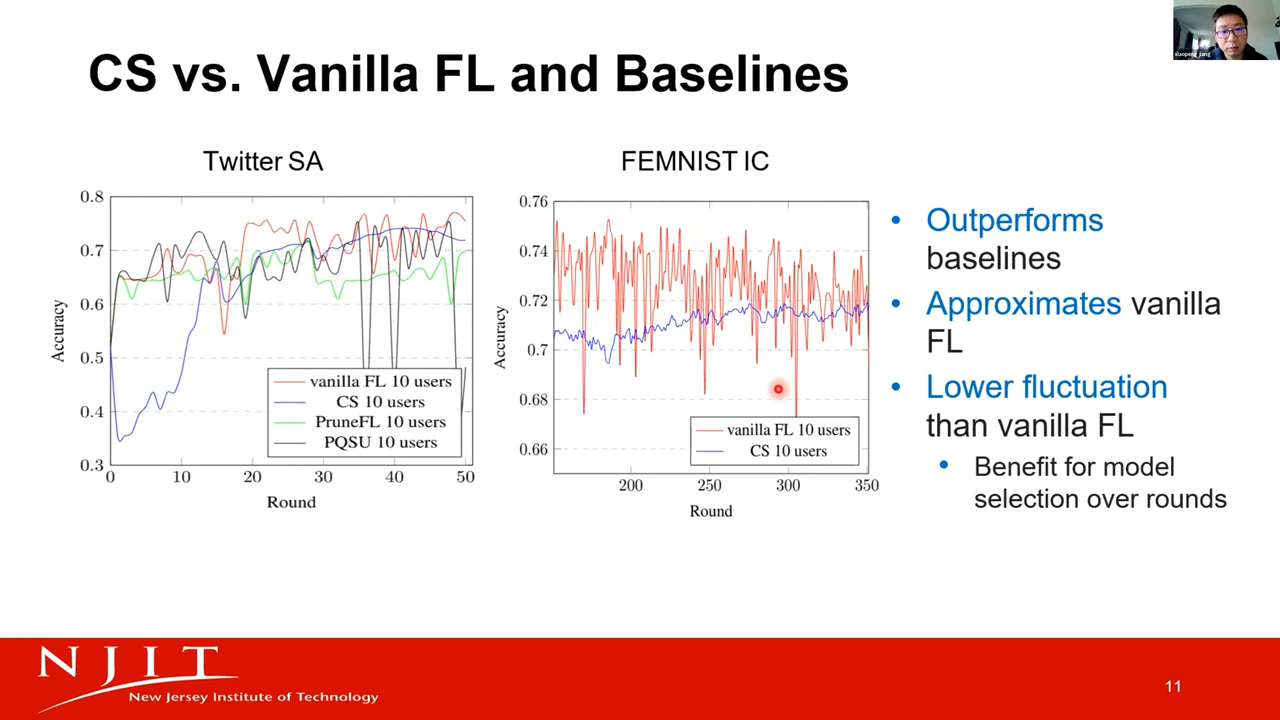 CS vs. Vanilla FL and Baselines
xiaopeng jiang
Twitter SA
0.8
0.7
0.6
0.5
0.4
0.3
Accuracy
0 10 20 30 40 50
Round
vanilla FL 10 users
CS 10 users
PruneFL 10 users
PQSU 10 users
FEMNIST IC
0.76
0.74
0.72
0.7
0.68
0.66
Accuracy
200 250 300 350
Round
vanilla FL 10 users
CS 10 users
• Outperforms
baselines
• Approximates vanilla
FL
• Lower fluctuation
than vanilla FL
• Benefit for model
selection over rounds
NJIT
New Jersey Institute of Technology
11